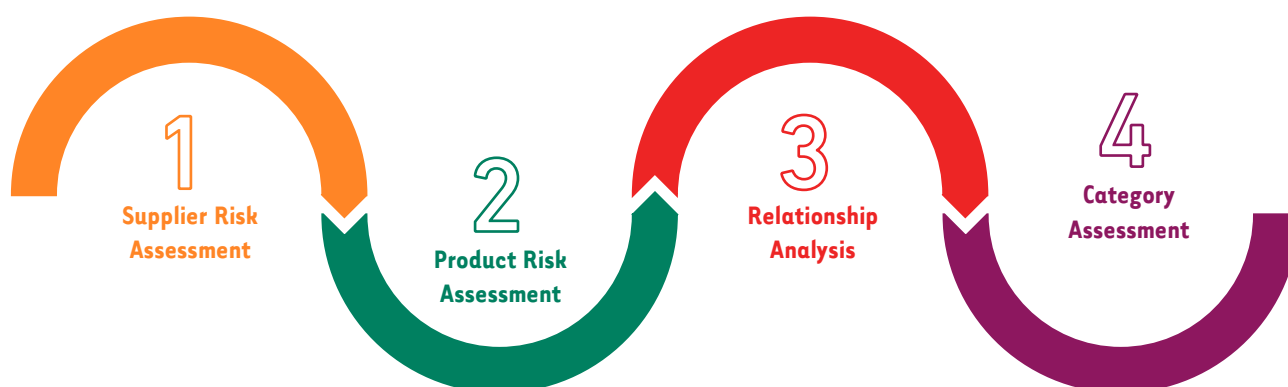 1
Supplier Risk
Assessment
2
Product Risk
Assessment
3
Relationship
Analysis
4
Category
Assessment